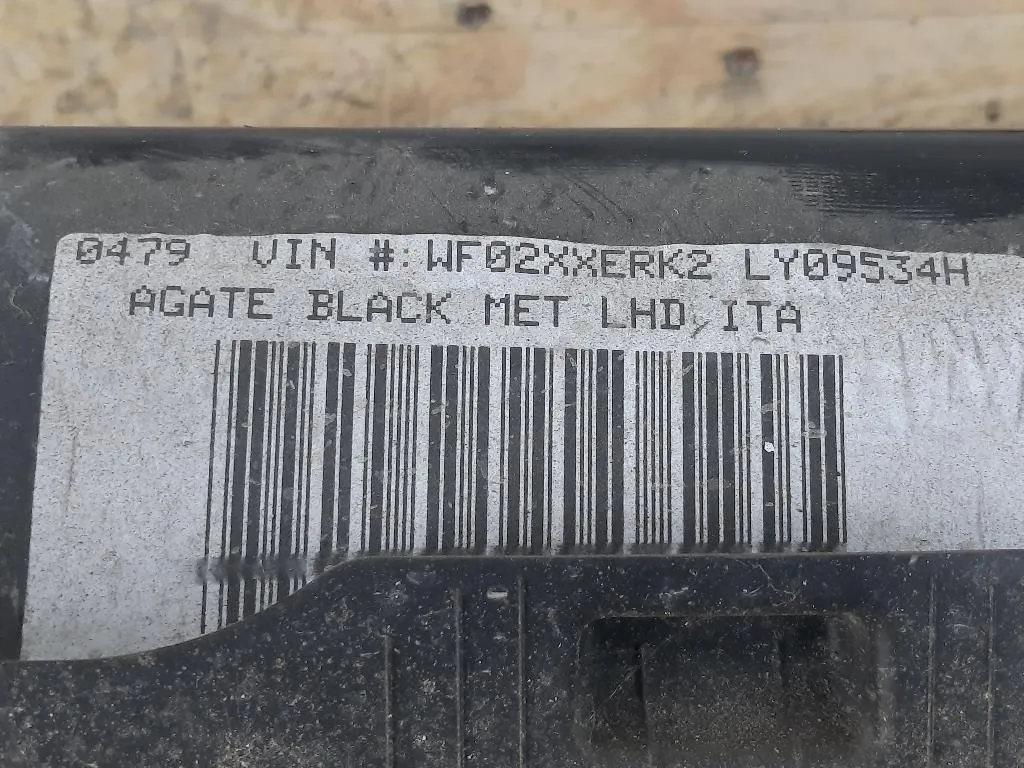 0479 VIN #: WF02XXERK2 LY09534H
AGATE BLACK MET LHD, ITA